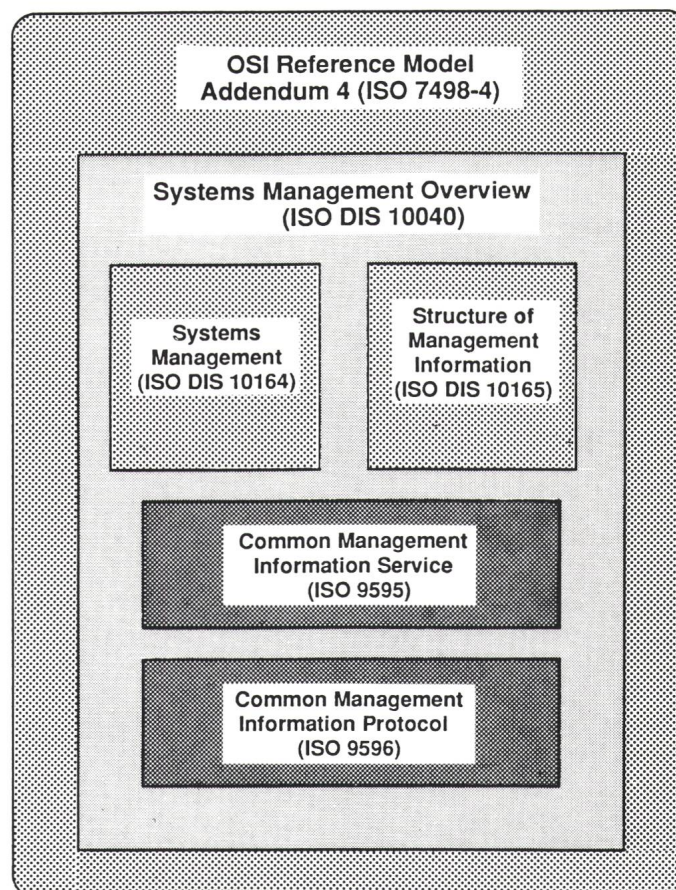 OSI Reference Model
Addendum 4 (ISO 7498-4)
Systems Management Overview
(ISO DIS 10040)
Systems
Management
(ISO DIS 10164)
Structure of
Management
Information
(ISO DIS 10165)
Common Management
Information Service
(ISO 9595)
Common Management
Information Protocol
(ISO 9596)